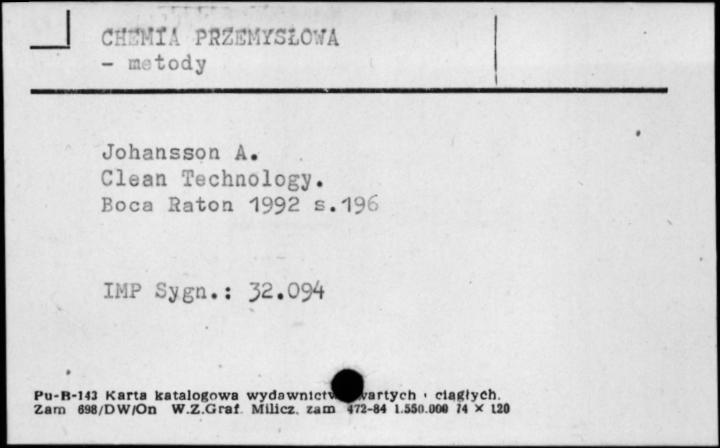 CHEMIA PRZEMYSŁOWA
- metody
Johansson A.
Clean Technology.
Boca Raton 1992 s.196
IMP Sygn.: 32.094
Pu-B-143 Karta katalogowa wydawnictw ciągłych.
Zam 698/DW/On W.Z.Graf. Milicz. zam 472-84 1.550.000 74 × 120